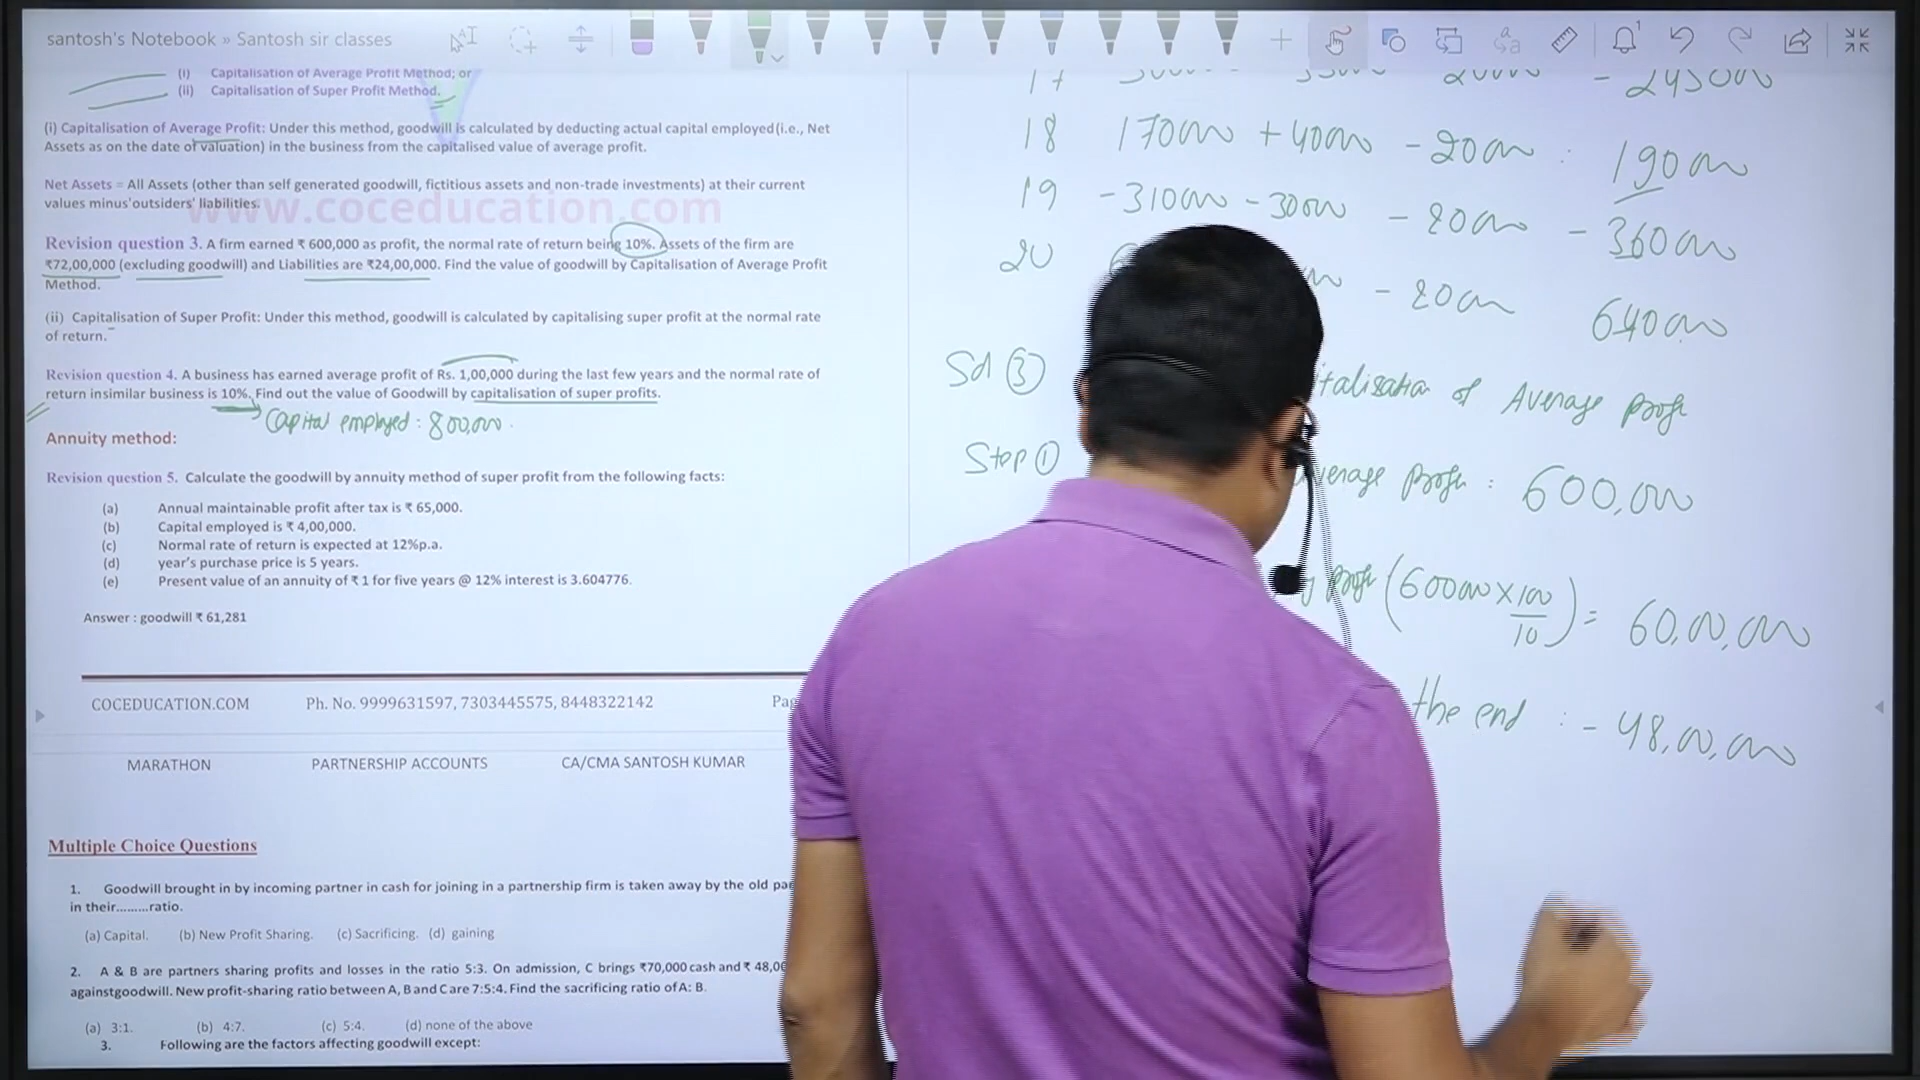 santosh's Notebook » Santosh sir classes
(i) Capitalisation of Average Profit Method; or
(ii) Capitalisation of Super Profit Method.
(i) Capitalisation of Average Profit: Under this method, goodwill is calculated by deducting actual capital employed(i.e., Net
Assets as on the date of valuation) in the business from the capitalised value of average profit.
Net Assets = All Assets (other than self generated goodwill, fictitious assets and non-trade investments) at their current
values minus'outsiders' liabilities.
www.coceducation.com
Revision question 3. A firm earned ₹ 600,000 as profit, the normal rate of return being 10%. Assets of the firm are
₹72,00,000 (excluding goodwill) and Liabilities are ₹24,00,000. Find the value of goodwill by Capitalisation of Average Profit
Method.
(ii) Capitalisation of Super Profit: Under this method, goodwill is calculated by capitalising super profit at the normal rate
of return.
Revision question 4. A business has earned average profit of Rs. 1,00,000 during the last few years and the normal rate of
return insimilar business is 10%. Find out the value of Goodwill by capitalisation of super profits.
Capital employed : 800,000
Annuity method:
Revision question 5. Calculate the goodwill by annuity method of super profit from the following facts:
(a) Annual maintainable profit after tax is ₹ 65,000.
(b) Capital employed is ₹ 4,00,000.
(c) Normal rate of return is expected at 12%p.a.
(d) year's purchase price is 5 years.
(e) Present value of an annuity of ₹ 1 for five years @ 12% interest is 3.604776.
Answer : goodwill ₹ 61,281
COCEDUCATION.COM Ph. No. 9999631597, 7303445575, 8448322142
MARATHON PARTNERSHIP ACCOUNTS CA/CMA SANTOSH KUMAR
Multiple Choice Questions
1. Goodwill brought in by incoming partner in cash for joining in a partnership firm is taken away by the old
in their.........ratio.
(a) Capital. (b) New Profit Sharing. (c) Sacrificing. (d) gaining
2. A & B are partners sharing profits and losses in the ratio 5:3. On admission, C brings ₹70,000 cash and ₹
againstgoodwill. New profit-sharing ratio between A, B and C are 7:5:4. Find the sacrificing ratio of A: B.
(a) 3:1. (b) 4:7. (c) 5:4. (d) none of the above
3. Following are the factors affecting goodwill except:
17
18 170000 + 40000 - 20000 : 190000
19 - 310000 - 30000 - 20000 - 360000
20 - 20000 640000
Sol ③ of Average Profit
Step ① Profit : 600,000
Profit (600000 × 100/10) = 60,00,000
the end : - 48,00,000